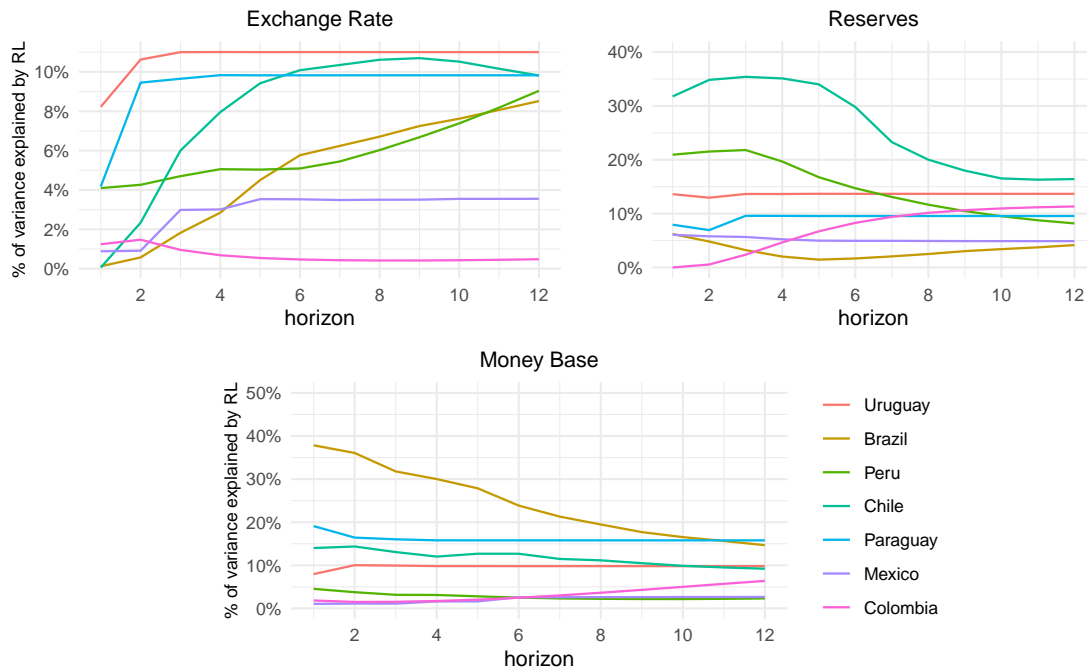 Exchange Rate
% of variance explained by RL
10%
8%
6%
4%
2%
0%
2 4 6 8 10 12
horizon
Reserves
40%
30%
20%
10%
0%
2 4 6 8 10 12
horizon
Money Base
% of variance explained by RL
50%
40%
30%
20%
10%
0%
2 4 6 8 10 12
horizon
Uruguay
Brazil
Peru
Chile
Paraguay
Mexico
Colombia